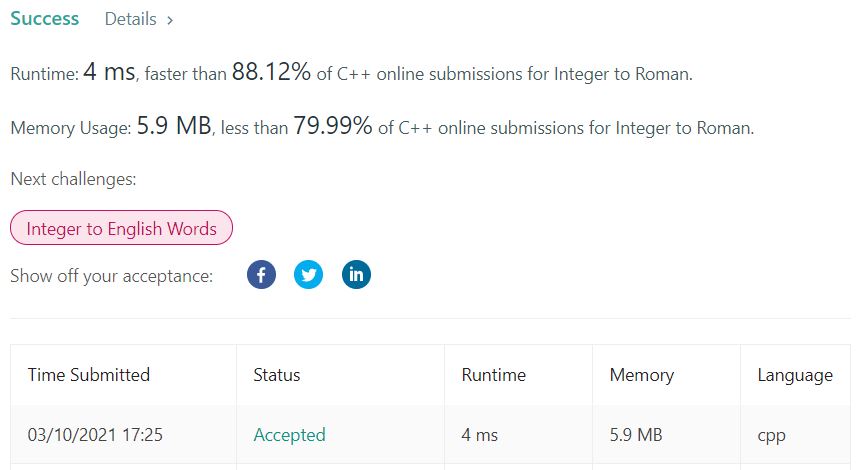 Success Details ›
Runtime: 4 ms, faster than 88.12% of C++ online submissions for Integer to Roman.
Memory Usage: 5.9 MB, less than 79.99% of C++ online submissions for Integer to Roman.
Next challenges:
Integer to English Words
Show off your acceptance:
Time Submitted Status Runtime Memory Language
03/10/2021 17:25 Accepted 4 ms 5.9 MB cpp